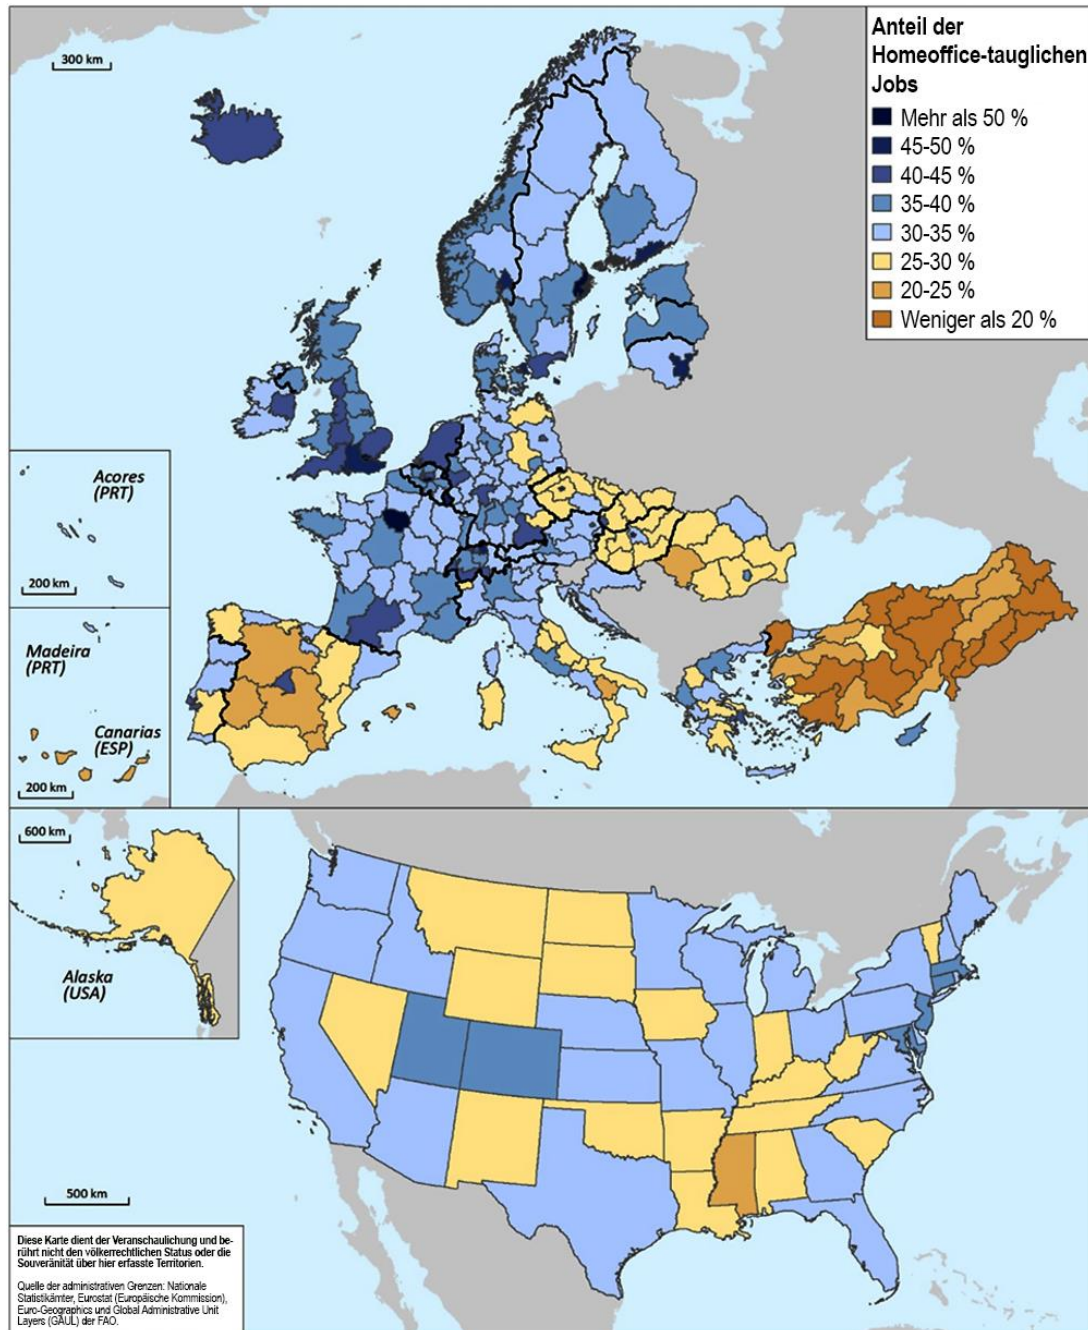 300 km
Anteil der
Homeoffice-tauglichen
Jobs
Mehr als 50 %
45-50 %
40-45 %
35-40 %
30-35 %
25-30 %
20-25 %
Weniger als 20 %
Acores
(PRT)
200 km
Madeira
(PRT)
Canarias
(ESP)
200 km
600 km
Alaska
(USA)
500 km
Diese Karte dient der Veranschaulichung und be-
rührt nicht den völkerrechtlichen Status oder die
Souveränität über hier erfasste Territorien.
Quelle der administrativen Grenzen: Nationale
Statistikämter, Eurostat (Europäische Kommission),
Euro-Geographics und Global Administrative Unit
Layers (GAUL) der FAO.